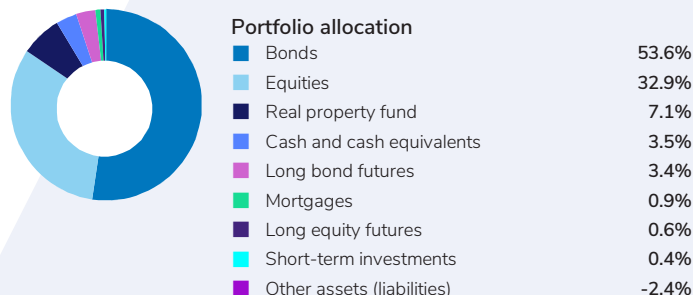 Portfolio allocation
Bonds 53.6%
Equities 32.9%
Real property fund 7.1%
Cash and cash equivalents 3.5%
Long bond futures 3.4%
Mortgages 0.9%
Long equity futures 0.6%
Short-term investments 0.4%
Other assets (liabilities) -2.4%